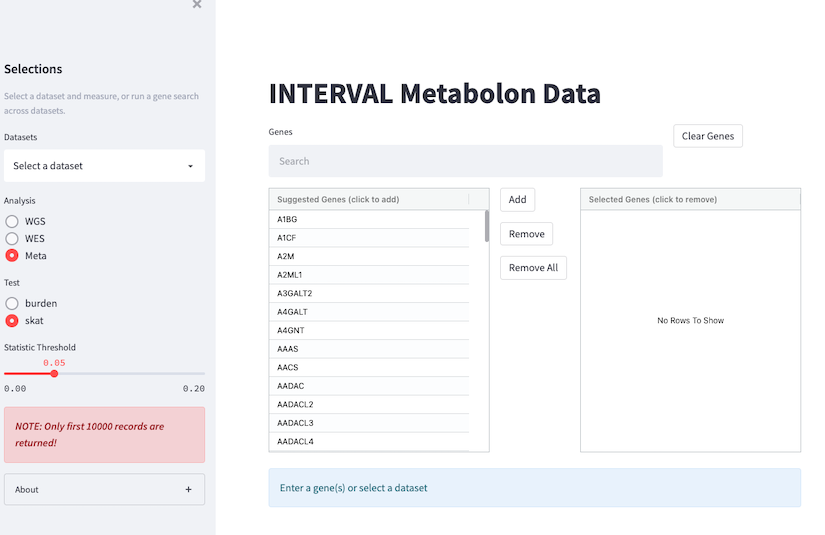 Selections
Select a dataset and measure, or run a gene search
across datasets.
Datasets
Select a dataset
Analysis
WGS
WES
Meta
Test
burden
skat
Statistic Threshold
0.05
0.00 0.20
NOTE: Only first 10000 records are
returned!
About
INTERVAL Metabolon Data
Genes
Clear Genes
Search
Suggested Genes (click to add)
A1BG
A1CF
A2M
A2ML1
A3GALT2
A4GALT
A4GNT
AAAS
AACS
AADAC
AADACL2
AADACL3
AADACL4
Add
Remove
Remove All
Selected Genes (click to remove)
No Rows To Show
Enter a gene(s) or select a dataset